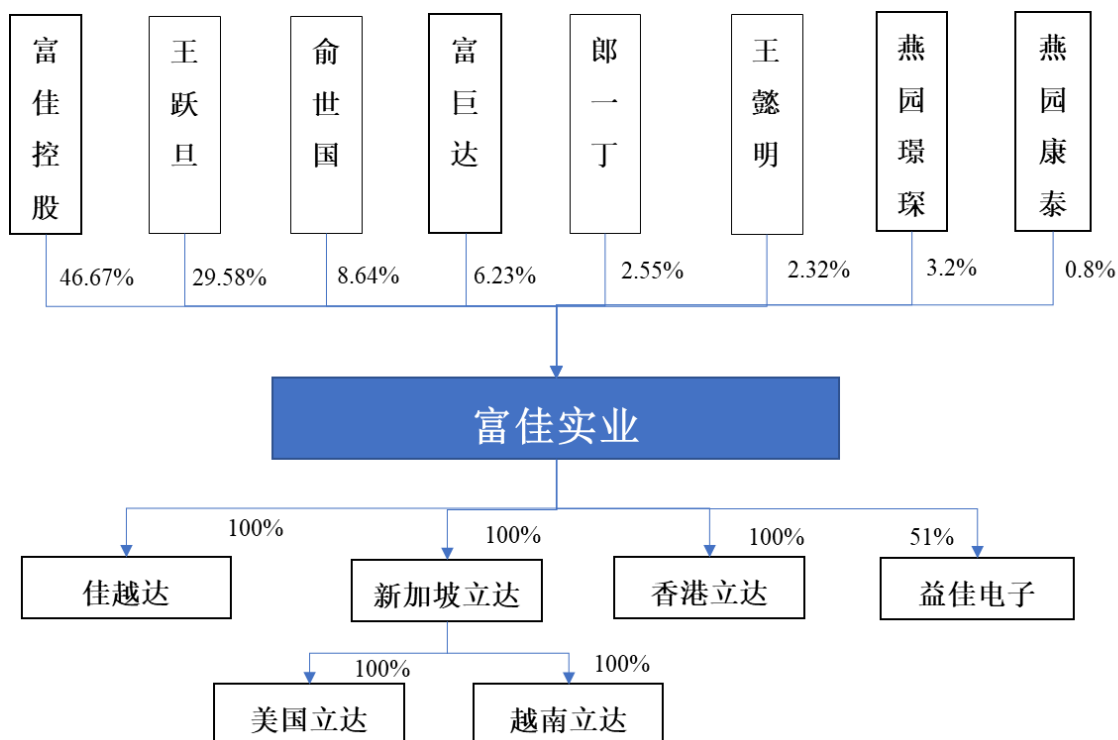 富佳控股
王跃旦
俞世国
富巨达
郎一丁
王懿明
燕园璟琛
燕园康泰
46.67%
29.58%
8.64%
6.23%
2.55%
2.32%
3.2%
0.8%
富佳实业
100%
100%
100%
51%
佳越达
新加坡立达
香港立达
益佳电子
100%
100%
美国立达
越南立达